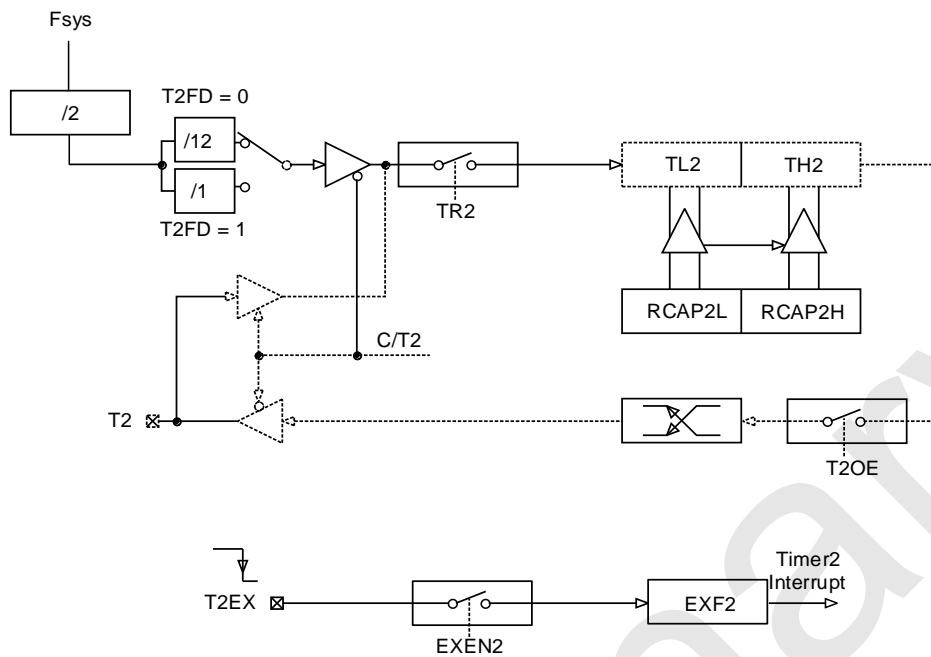 Fsys
/2
T2FD = 0
/12
/1
T2FD = 1
TR2
TL2
TH2
RCAP2L
RCAP2H
C/T2
T2
T2OE
T2EX
EXEN2
EXF2
Timer2
Interrupt